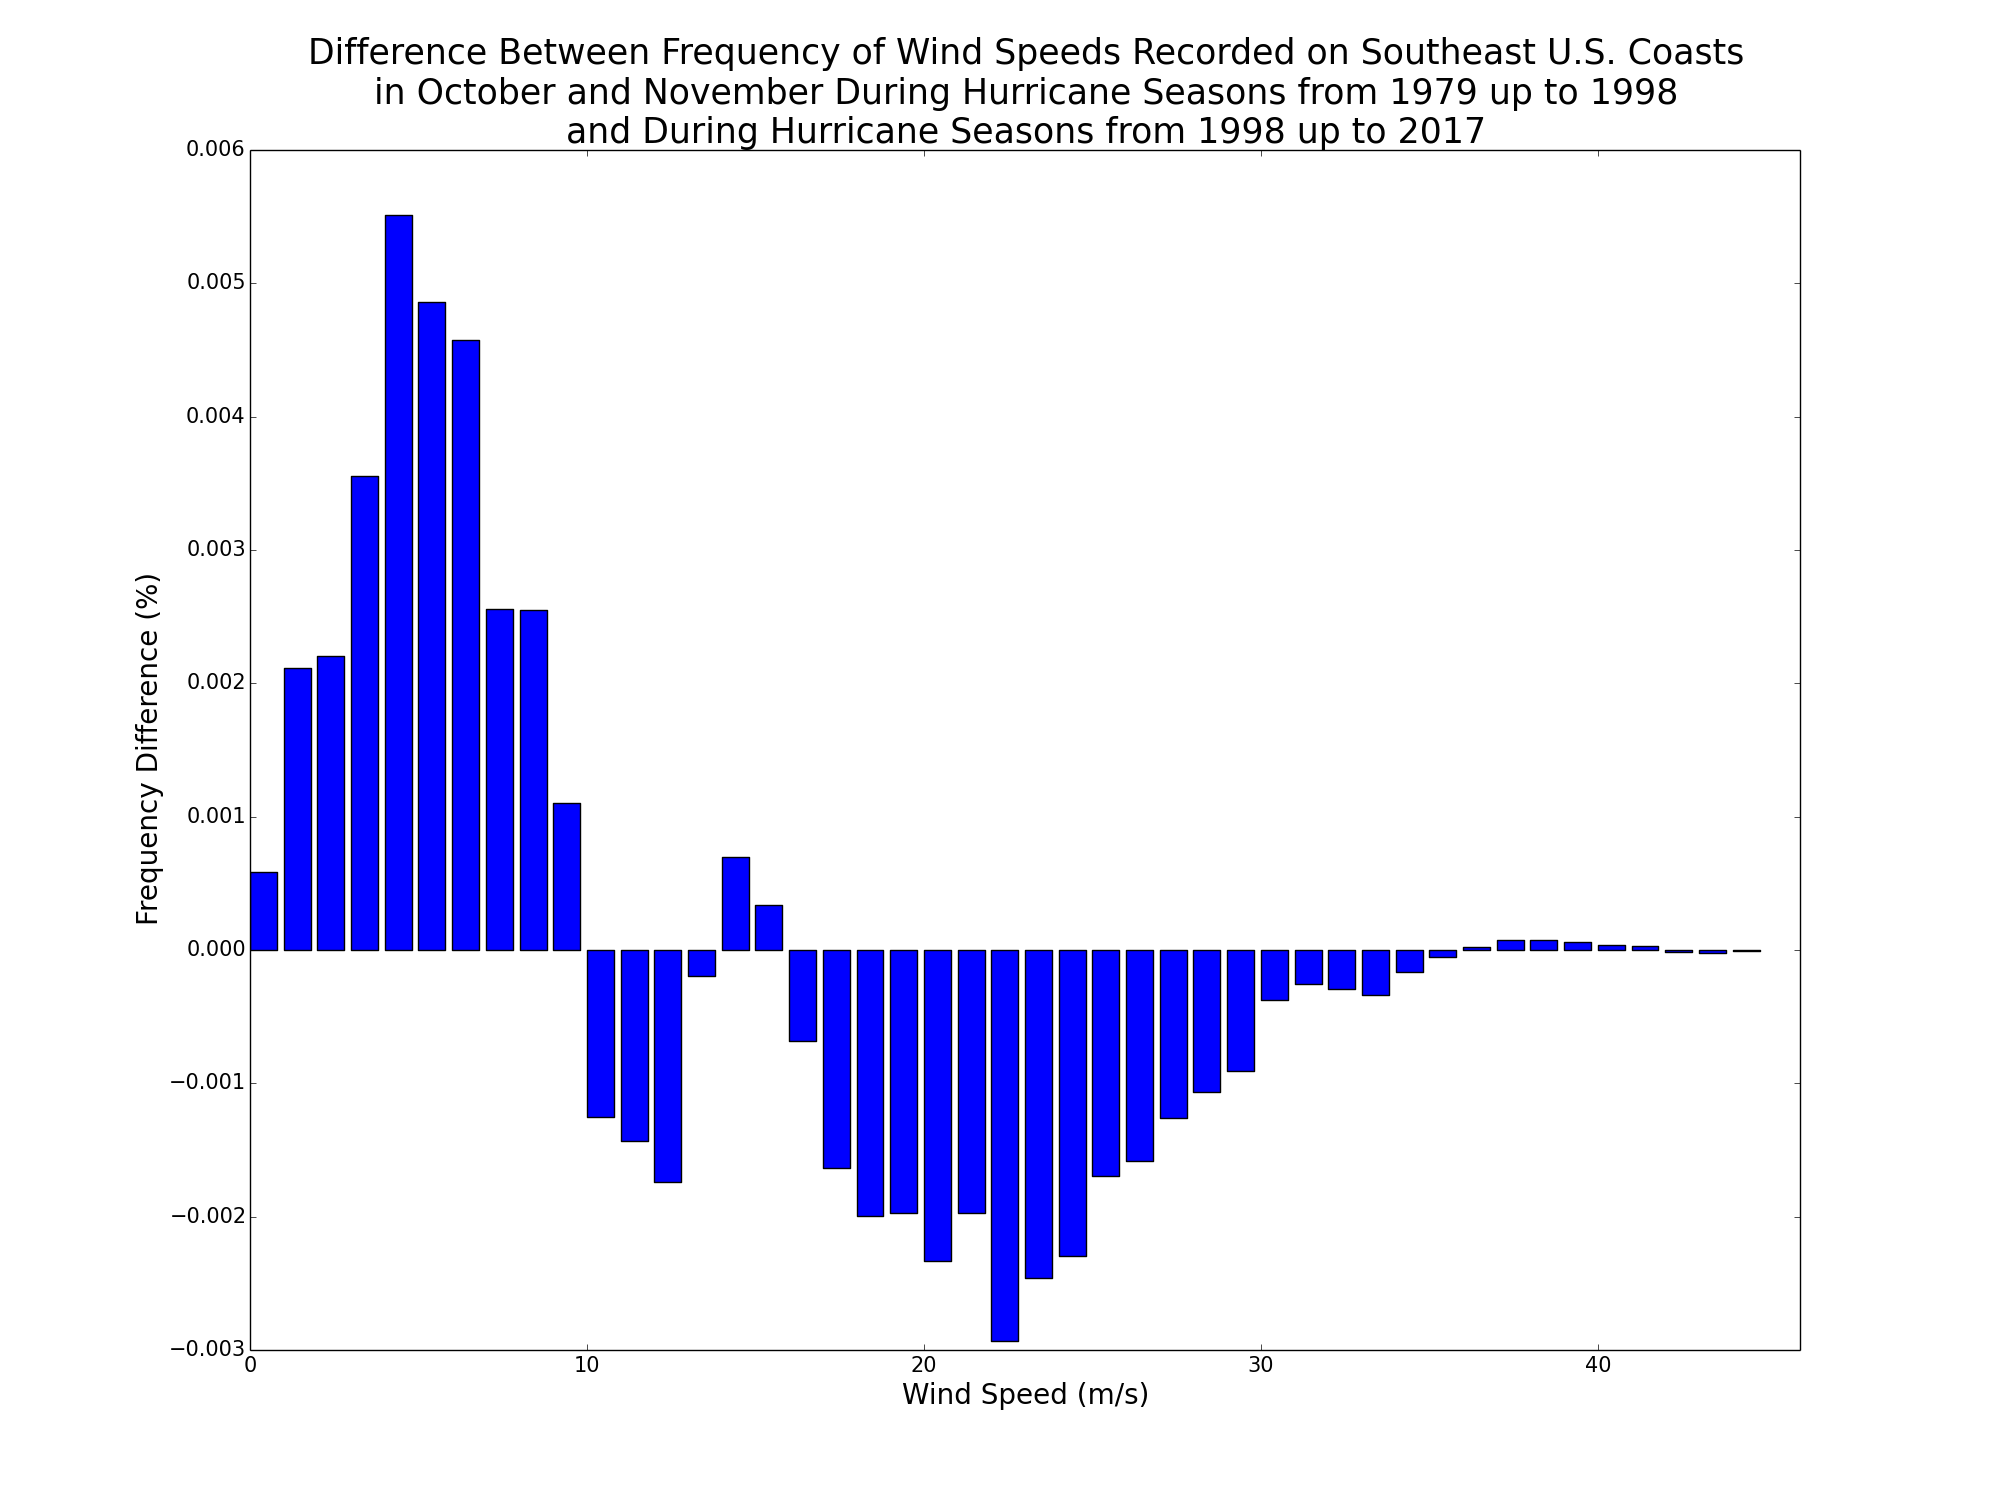 Difference Between Frequency of Wind Speeds Recorded on Southeast U.S. Coasts
in October and November During Hurricane Seasons from 1979 up to 1998
and During Hurricane Seasons from 1998 up to 2017
0.006
0.005
0.004
0.003
0.002
0.001
0.000
−0.001
−0.002
−0.003
Frequency Difference (%)
0 10 20 30 40
Wind Speed (m/s)